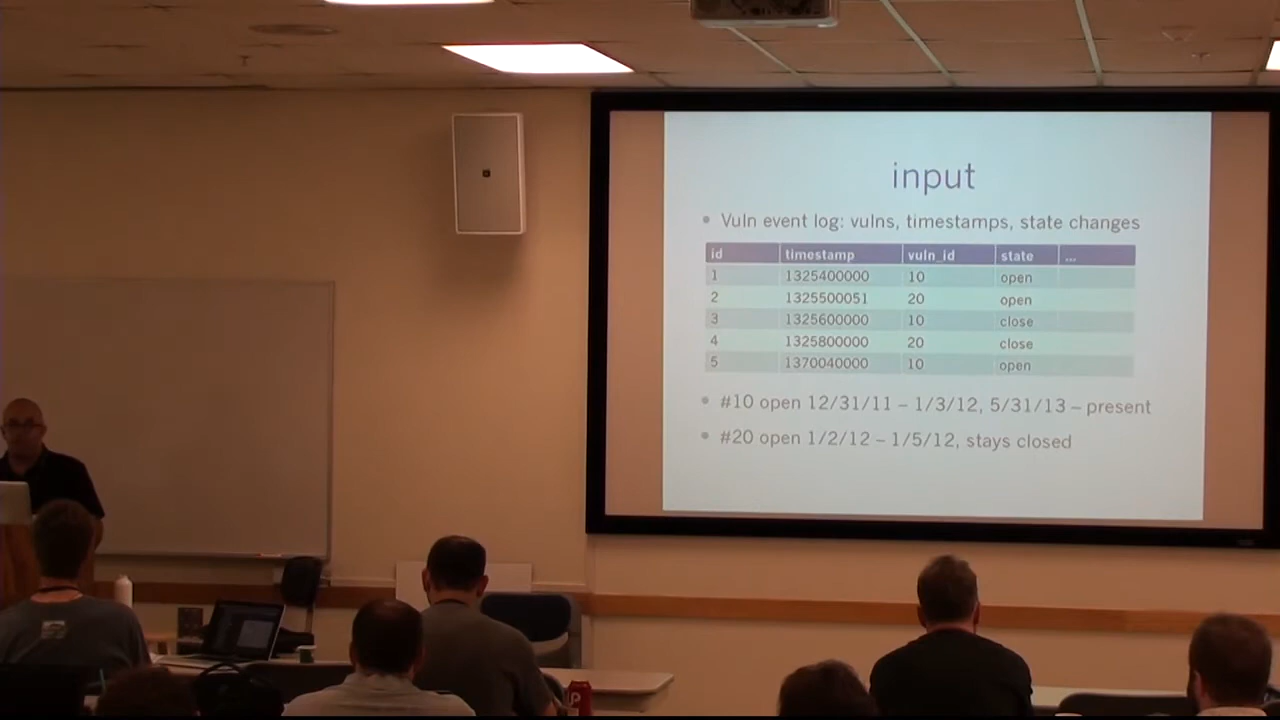 input
• Vuln event log: vulns, timestamps, state changes
id timestamp vuln_id state ...
1 1325400000 10 open
2 1325500051 20 open
3 1325600000 10 close
4 1325800000 20 close
5 1370040000 10 open
• #10 open 12/31/11 – 1/3/12, 5/31/13 – present
• #20 open 1/2/12 – 1/5/12, stays closed